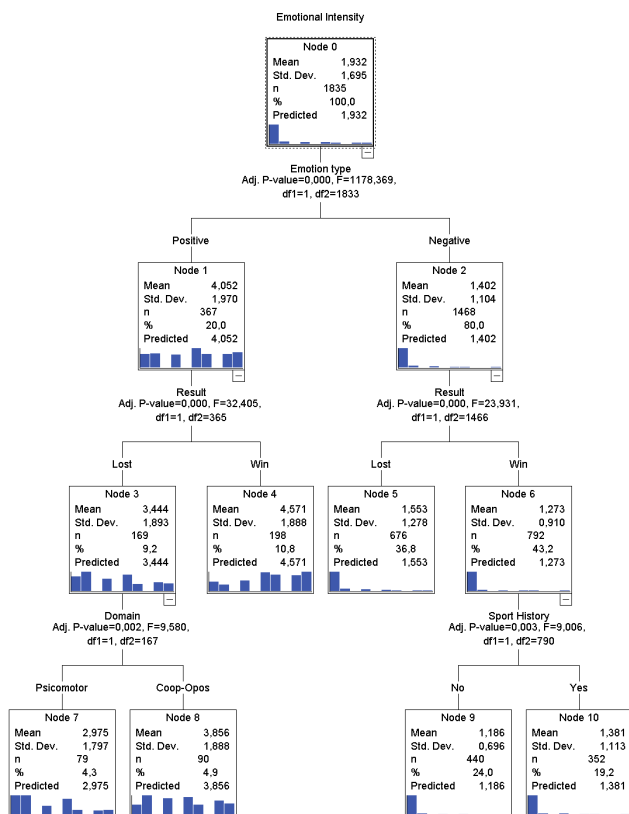 Emotional Intensity
Node 0
Mean 1,932
Std. Dev. 1,695
n 1835
% 100,0
Predicted 1,932
Emotion type
Adj. P-value=0,000, F=1178,369,
df1=1, df2=1833
Positive
Negative
Node 1
Mean 4,052
Std. Dev. 1,970
n 367
% 20,0
Predicted 4,052
Node 2
Mean 1,402
Std. Dev. 1,104
n 1468
% 80,0
Predicted 1,402
Result
Adj. P-value=0,000, F=32,405,
df1=1, df2=365
Result
Adj. P-value=0,000, F=23,931,
df1=1, df2=1466
Lost
Win
Lost
Win
Node 3
Mean 3,444
Std. Dev. 1,893
n 169
% 9,2
Predicted 3,444
Node 4
Mean 4,571
Std. Dev. 1,888
n 198
% 10,8
Predicted 4,571
Node 5
Mean 1,553
Std. Dev. 1,278
n 676
% 36,8
Predicted 1,553
Node 6
Mean 1,273
Std. Dev. 0,910
n 792
% 43,2
Predicted 1,273
Domain
Adj. P-value=0,002, F=9,580,
df1=1, df2=167
Sport History
Adj. P-value=0,003, F=9,006,
df1=1, df2=790
Psicomotor
Coop-Opos
No
Yes
Node 7
Mean 2,975
Std. Dev. 1,797
n 79
% 4,3
Predicted 2,975
Node 8
Mean 3,856
Std. Dev. 1,888
n 90
% 4,9
Predicted 3,856
Node 9
Mean 1,186
Std. Dev. 0,696
n 440
% 24,0
Predicted 1,186
Node 10
Mean 1,381
Std. Dev. 1,113
n 352
% 19,2
Predicted 1,381